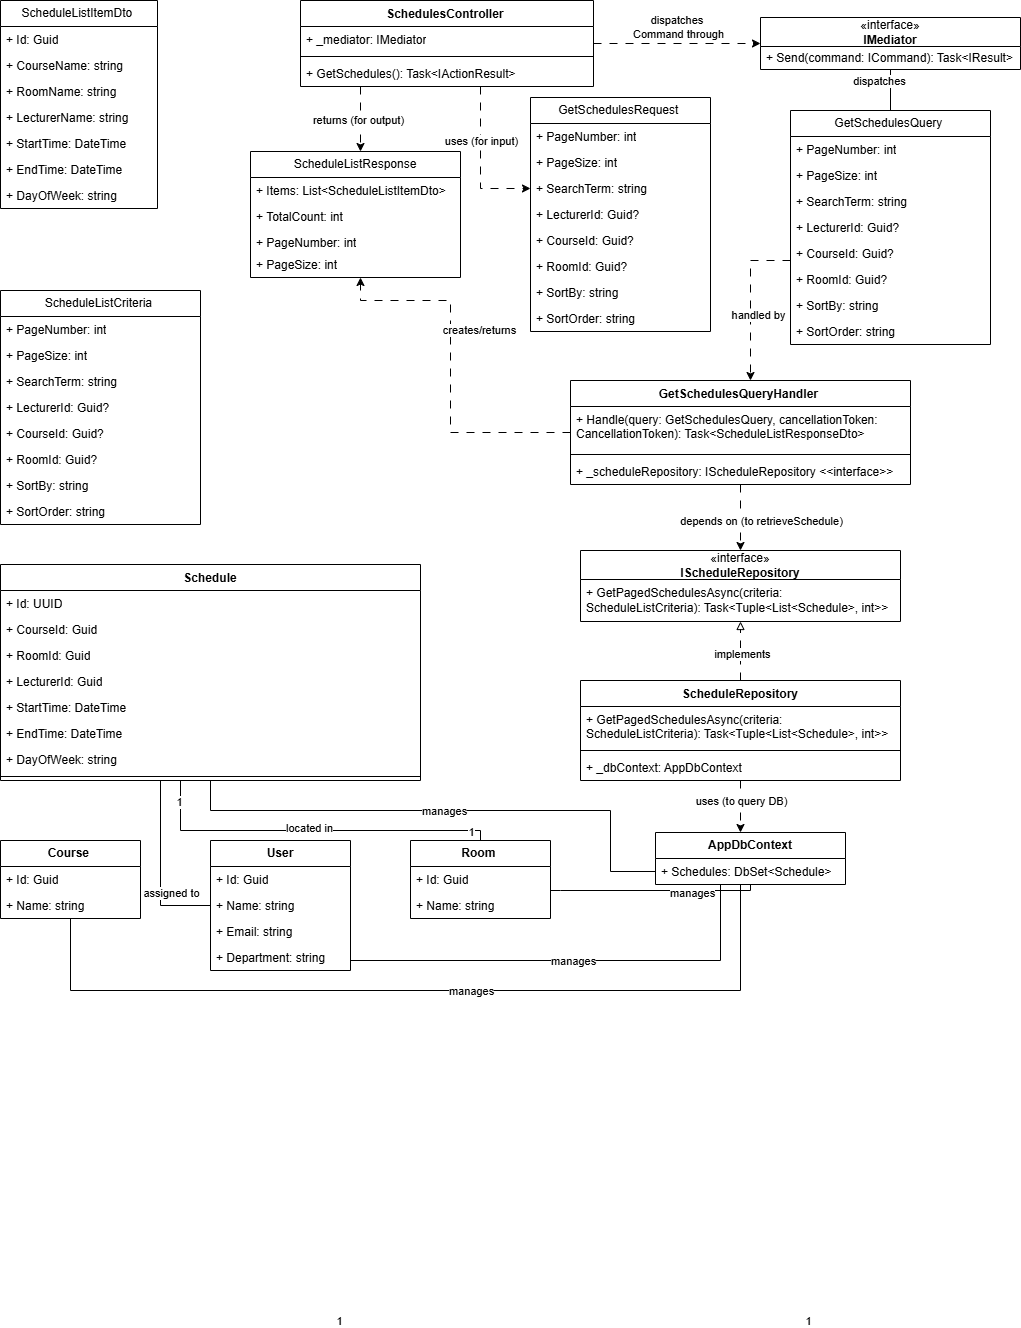 ScheduleListItemDto
+ Id: Guid
+ CourseName: string
+ RoomName: string
+ LecturerName: string
+ StartTime: DateTime
+ EndTime: DateTime
+ DayOfWeek: string
SchedulesController
+ _mediator: IMediator
+ GetSchedules(): Task<IActionResult>
dispatches
Command through
«interface»
IMediator
+ Send(command: ICommand): Task<IResult>
dispatches
returns (for output)
uses (for input)
ScheduleListResponse
+ Items: List<ScheduleListItemDto>
+ TotalCount: int
+ PageNumber: int
+ PageSize: int
GetSchedulesRequest
+ PageNumber: int
+ PageSize: int
+ SearchTerm: string
+ LecturerId: Guid?
+ CourseId: Guid?
+ RoomId: Guid?
+ SortBy: string
+ SortOrder: string
GetSchedulesQuery
+ PageNumber: int
+ PageSize: int
+ SearchTerm: string
+ LecturerId: Guid?
+ CourseId: Guid?
+ RoomId: Guid?
+ SortBy: string
+ SortOrder: string
ScheduleListCriteria
+ PageNumber: int
+ PageSize: int
+ SearchTerm: string
+ LecturerId: Guid?
+ CourseId: Guid?
+ RoomId: Guid?
+ SortBy: string
+ SortOrder: string
creates/returns
handled by
GetSchedulesQueryHandler
+ Handle(query: GetSchedulesQuery, cancellationToken:
CancellationToken): Task<ScheduleListResponseDto>
+ _scheduleRepository: IScheduleRepository <<interface>>
depends on (to retrieveSchedule)
«interface»
IScheduleRepository
+ GetPagedSchedulesAsync(criteria:
ScheduleListCriteria): Task<Tuple<List<Schedule>, int>>
implements
ScheduleRepository
+ GetPagedSchedulesAsync(criteria:
ScheduleListCriteria): Task<Tuple<List<Schedule>, int>>
+ _dbContext: AppDbContext
uses (to query DB)
AppDbContext
+ Schedules: DbSet<Schedule>
Schedule
+ Id: UUID
+ CourseId: Guid
+ RoomId: Guid
+ LecturerId: Guid
+ StartTime: DateTime
+ EndTime: DateTime
+ DayOfWeek: string
1
manages
located in
1
Course
+ Id: Guid
+ Name: string
assigned to
User
+ Id: Guid
+ Name: string
+ Email: string
+ Department: string
Room
+ Id: Guid
+ Name: string
manages
manages
manages
1
1